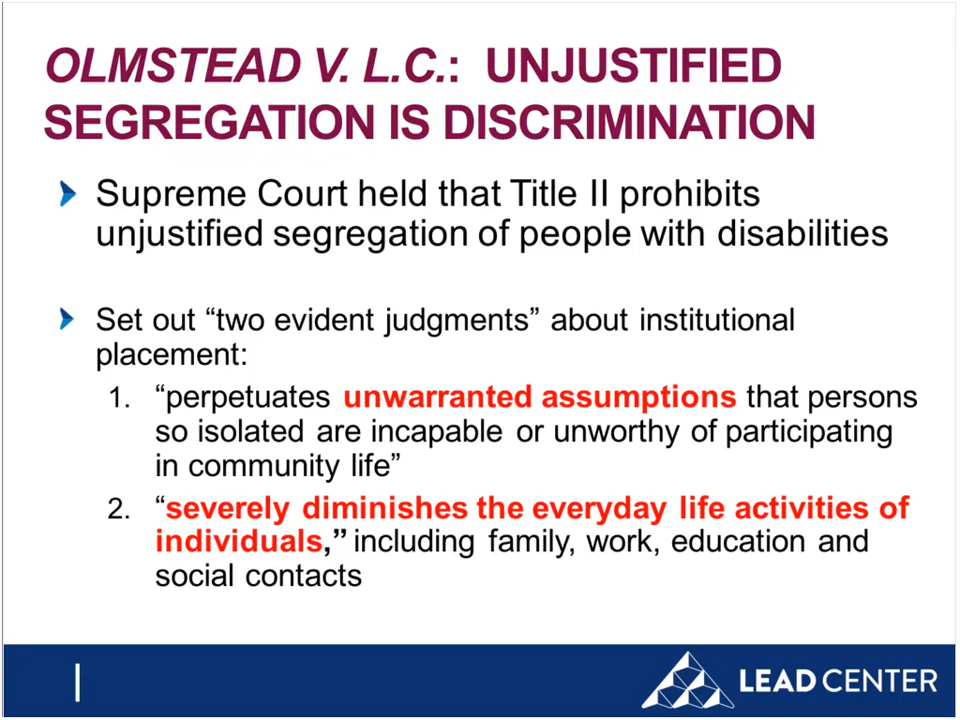 OLMSTEAD V. L.C.: UNJUSTIFIED
SEGREGATION IS DISCRIMINATION
Supreme Court held that Title II prohibits
unjustified segregation of people with disabilities
Set out “two evident judgments” about institutional
placement:
1. “perpetuates unwarranted assumptions that persons
so isolated are incapable or unworthy of participating
in community life”
2. “severely diminishes the everyday life activities of
individuals,” including family, work, education and
social contacts
LEAD CENTER